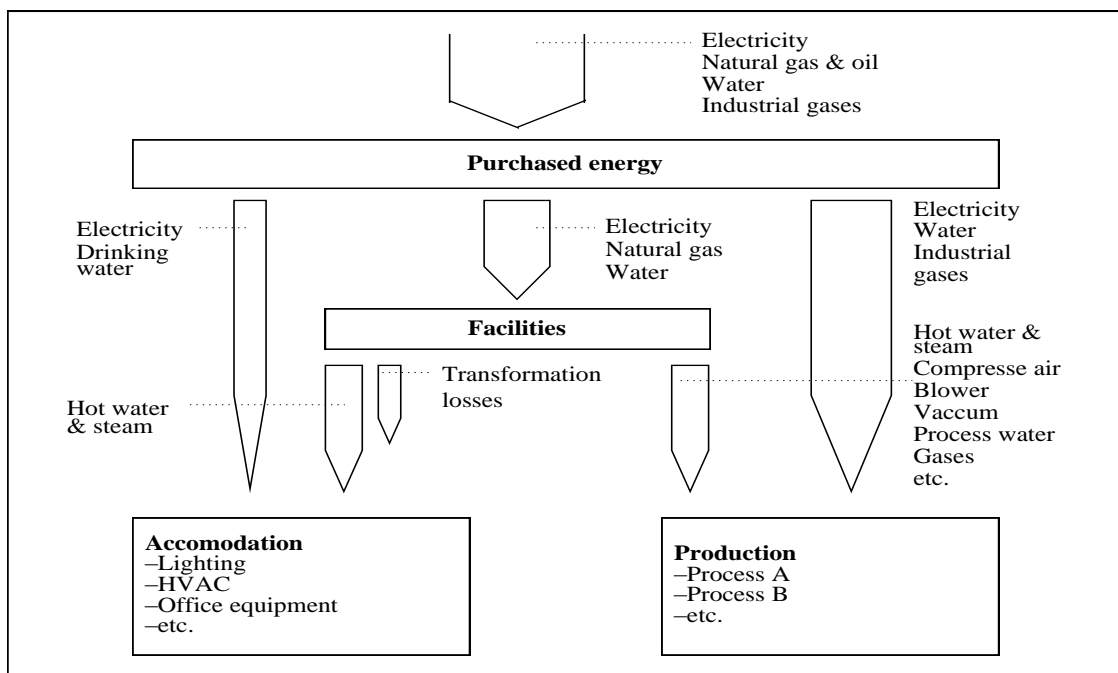 Electricity
Natural gas & oil
Water
Industrial gases
Purchased energy
Electricity
Drinking
water
Electricity
Natural gas
Water
Electricity
Water
Industrial
gases
Facilities
Hot water
& steam
Transformation
losses
Hot water &
steam
Compresse air
Blower
Vaccum
Process water
Gases
etc.
Accomodation
–Lighting
–HVAC
–Office equipment
–etc.
Production
–Process A
–Process B
–etc.